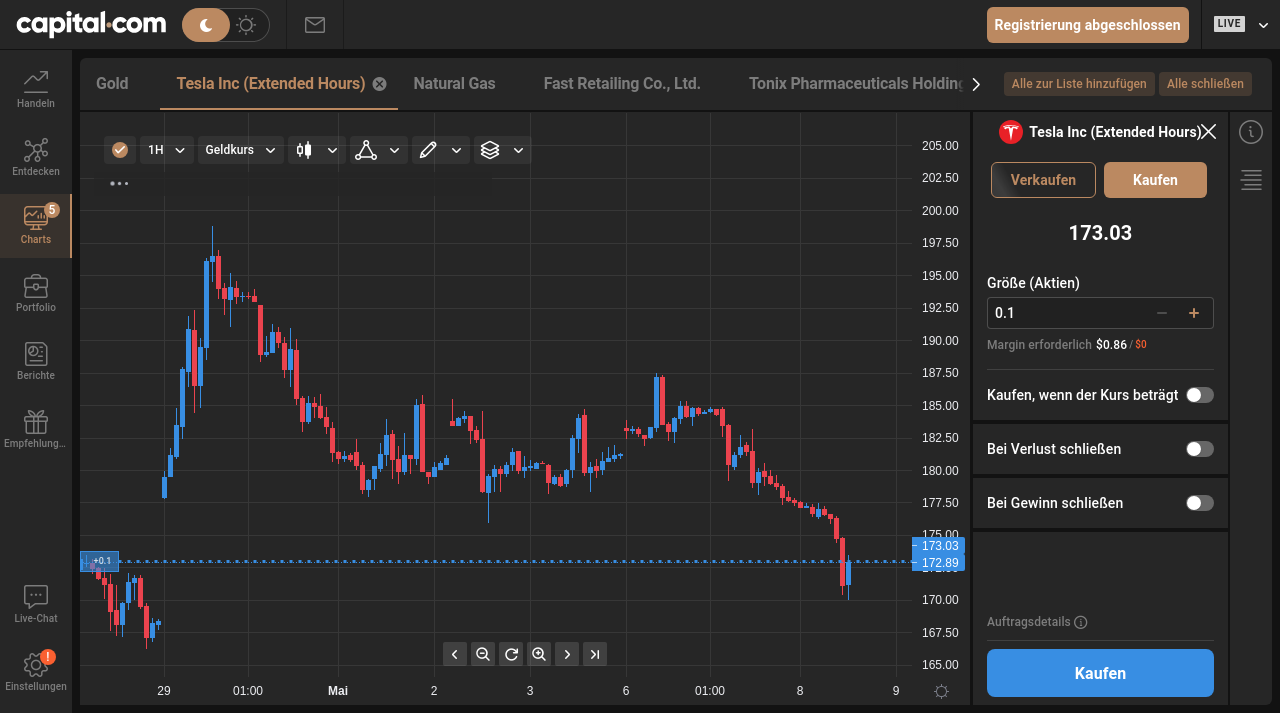 capital.com
Registrierung abgeschlossen
LIVE
Handeln
Entdecken
5
Charts
Portfolio
Berichte
Empfehlung...
Live-Chat
!
Einstellungen
Gold
Tesla Inc (Extended Hours)
Natural Gas
Fast Retailing Co., Ltd.
Tonix Pharmaceuticals Holding
Alle zur Liste hinzufügen
Alle schließen
1H
Geldkurs
205.00
202.50
200.00
197.50
195.00
192.50
190.00
187.50
185.00
182.50
180.00
177.50
175.00
173.03
172.89
170.00
167.50
165.00
+0.1
29
01:00
Mai
2
3
6
01:00
8
9
Tesla Inc (Extended Hours)
Verkaufen
Kaufen
173.03
Größe (Aktien)
0.1
Margin erforderlich $0.86 / $0
Kaufen, wenn der Kurs beträgt
Bei Verlust schließen
Bei Gewinn schließen
Auftragsdetails
Kaufen